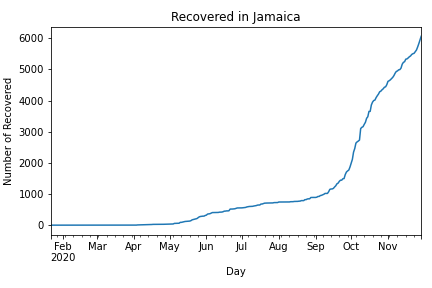 Recovered in Jamaica
Number of Recovered
6000
5000
4000
3000
2000
1000
0
Feb Mar Apr May Jun Jul Aug Sep Oct Nov
2020
Day